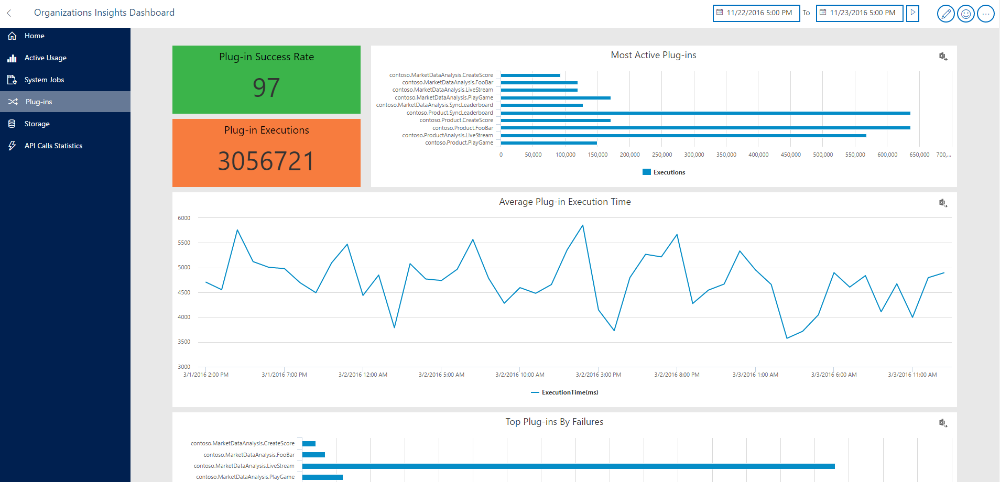 Organizations Insights Dashboard
11/22/2016 5:00 PM To 11/23/2016 5:00 PM
Home
Active Usage
System Jobs
Plug-ins
Storage
API Calls Statistics
Plug-in Success Rate
97
Plug-in Executions
3056721
Most Active Plug-ins
contoso.MarketDataAnalysis.CreateScore
contoso.MarketDataAnalysis.FooBar
contoso.MarketDataAnalysis.LiveStream
contoso.MarketDataAnalysis.PlayGame
contoso.MarketDataAnalysis.SyncLeaderboard
contoso.Product.SyncLeaderboard
contoso.Product.CreateScore
contoso.Product.FooBar
contoso.ProductAnalysis.LiveStream
contoso.Product.PlayGame
0 50,000 100,000 150,000 200,000 250,000 300,000 350,000 400,000 450,000 500,000 550,000 600,000 650,000 700,...
Executions
Average Plug-in Execution Time
6000
5500
5000
4500
4000
3500
3000
3/1/2016 2:00 PM 3/1/2016 7:00 PM 3/2/2016 12:00 AM 3/2/2016 5:00 AM 3/2/2016 10:00 AM 3/2/2016 3:00 PM 3/2/2016 8:00 PM 3/3/2016 1:00 AM 3/3/2016 6:00 AM 3/3/2016 11:00 AM
ExecutionTime(ms)
Top Plug-ins By Failures
contoso.MarketDataAnalysis.CreateScore
contoso.MarketDataAnalysis.FooBar
contoso.MarketDataAnalysis.LiveStream
contoso.MarketDataAnalysis.PlayGame